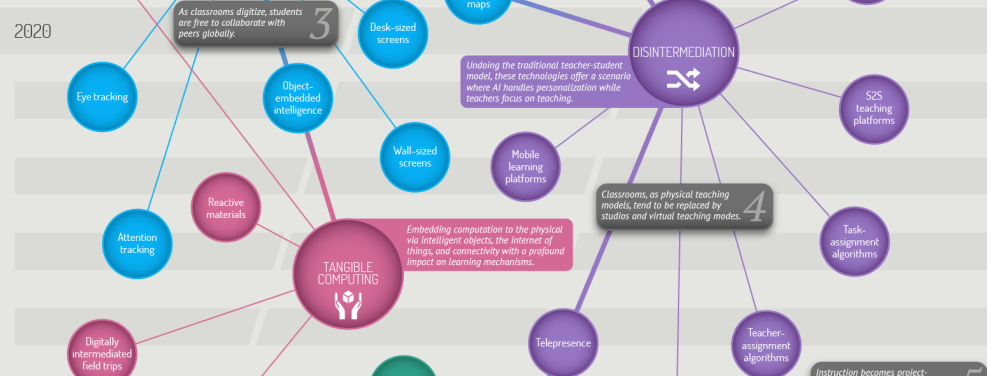 maps
As classrooms digitize, students
are free to collaborate with
peers globally.
3
2020
Desk-sized
screens
DISINTERMEDIATION
Undoing the traditional teacher-student
model, these technologies offer a scenario
where AI handles personalization while
teachers focus on teaching.
Eye tracking
Object-
embedded
intelligence
S2S
teaching
platforms
Wall-sized
screens
Mobile
learning
platforms
Classrooms, as physical teaching
models, tend to be replaced by
studios and virtual teaching modes.
4
Reactive
materials
Attention
tracking
Embedding computation to the physical
via intelligent objects, the internet of
things, and connectivity with a profound
impact on learning mechanisms.
TANGIBLE
COMPUTING
Task-
assignment
algorithms
Digitally
intermediated
field trips
Telepresence
Teacher-
assignment
algorithms
Instruction becomes project-
5